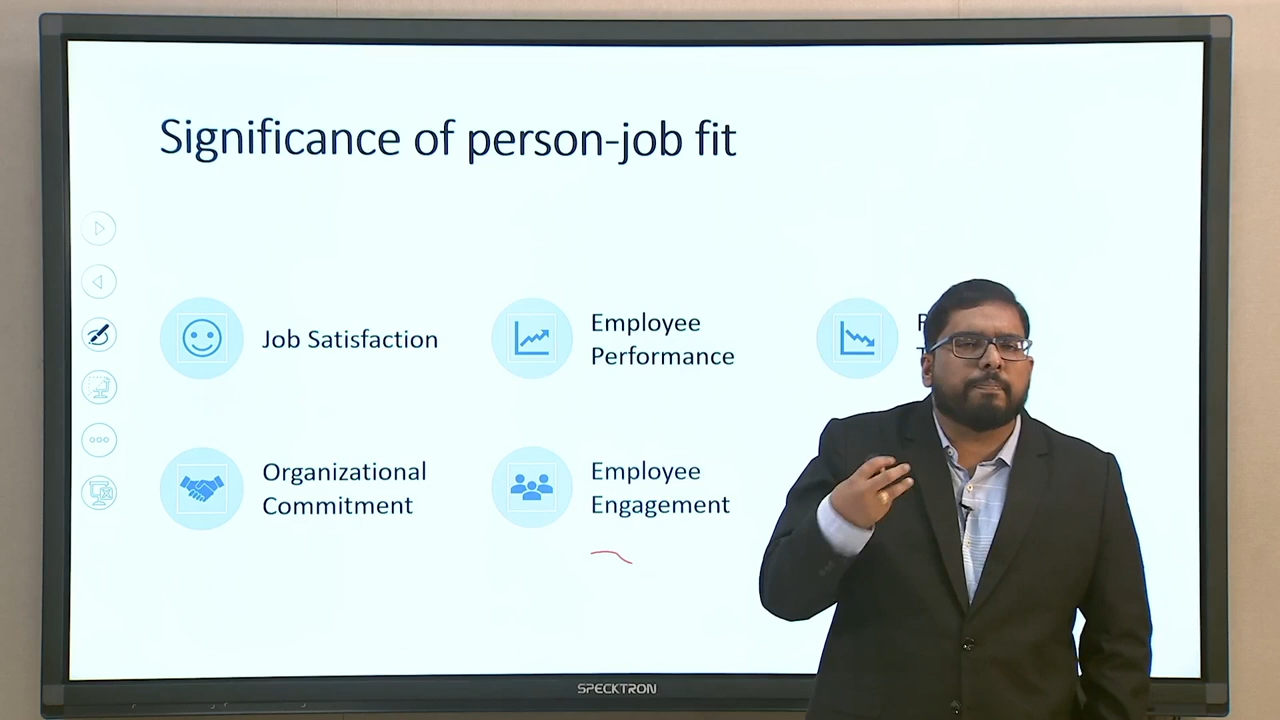 Significance of person-job fit
Job Satisfaction
Employee
Performance
Organizational
Commitment
Employee
Engagement
SPECKTRON